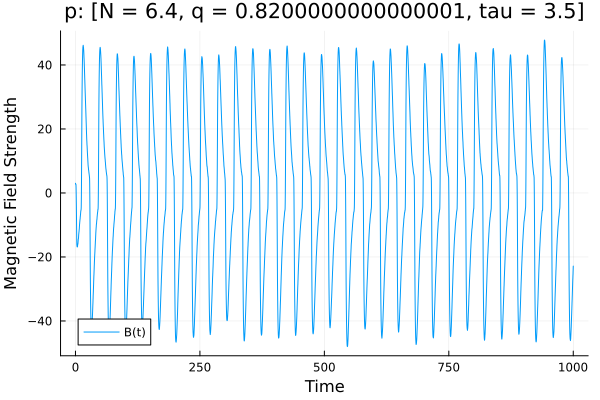 p: [N = 6.4, q = 0.8200000000000001, tau = 3.5]
Magnetic Field Strength
40
20
0
−20
−40
B(t)
0
250
500
750
1000
Time